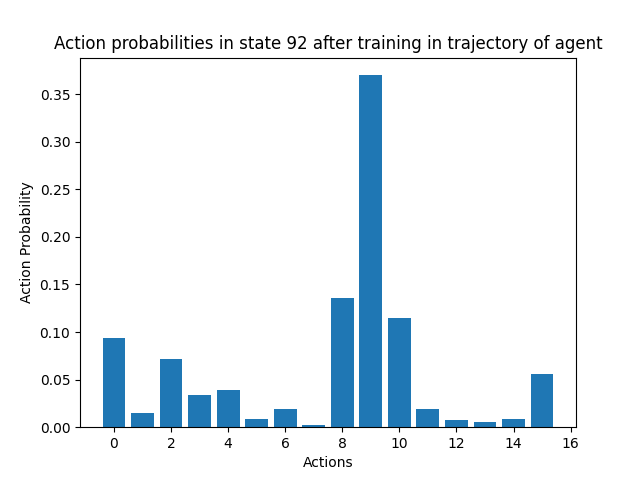 Action probabilities in state 92 after training in trajectory of agent
0.35
0.30
0.25
0.20
0.15
0.10
0.05
0.00
Action Probability
0 2 4 6 8 10 12 14 16
Actions